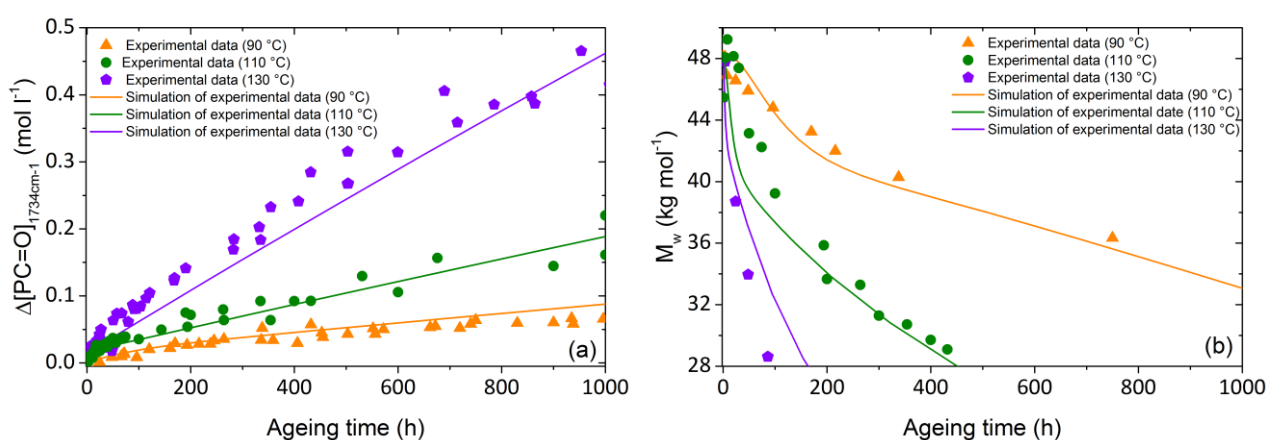 0.5
0.4
0.3
0.2
0.1
0.0
Δ[PC=O]1734cm-1 (mol l-1)
Experimental data (90 °C)
Experimental data (110 °C)
Experimental data (130 °C)
Simulation of experimental data (90 °C)
Simulation of experimental data (110 °C)
Simulation of experimental data (130 °C)
(a)
0 200 400 600 800 1000
Ageing time (h)
48
44
40
36
32
28
Mw (kg mol-1)
Experimental data (90 °C)
Experimental data (110 °C)
Experimental data (130 °C)
Simulation of experimental data (90 °C)
Simulation of experimental data (110 °C)
Simulation of experimental data (130 °C)
(b)
0 200 400 600 800 1000
Ageing time (h)